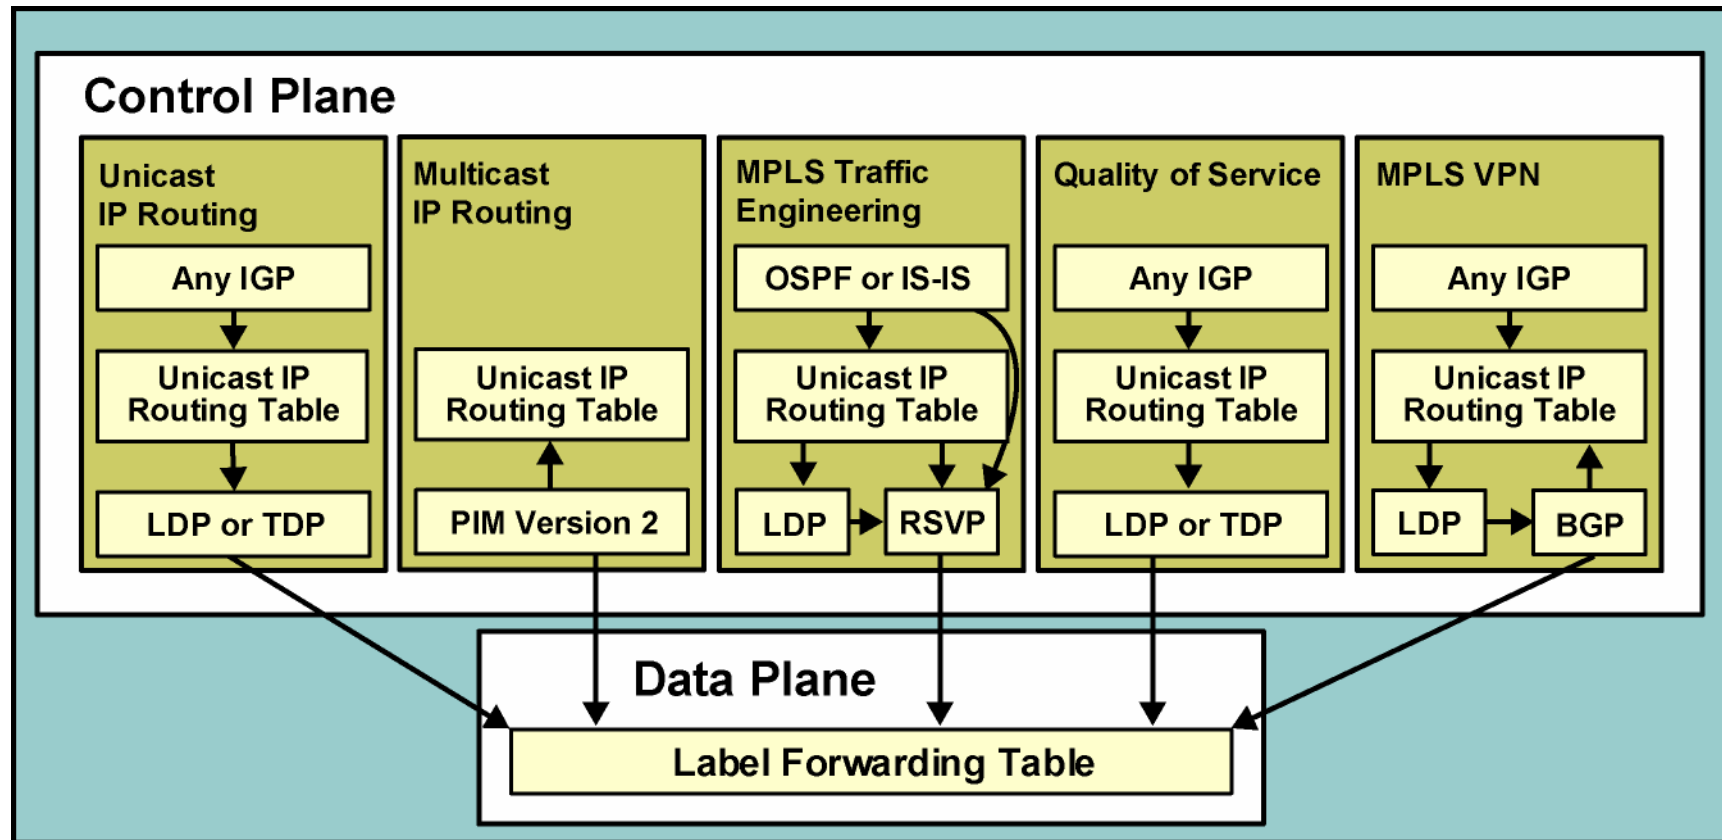 Control Plane
Unicast
IP Routing
Any IGP
Unicast IP
Routing Table
LDP or TDP
Multicast
IP Routing
Unicast IP
Routing Table
PIM Version 2
MPLS Traffic
Engineering
OSPF or IS-IS
Unicast IP
Routing Table
LDP
RSVP
Quality of Service
Any IGP
Unicast IP
Routing Table
LDP or TDP
MPLS VPN
Any IGP
Unicast IP
Routing Table
LDP
BGP
Data Plane
Label Forwarding Table